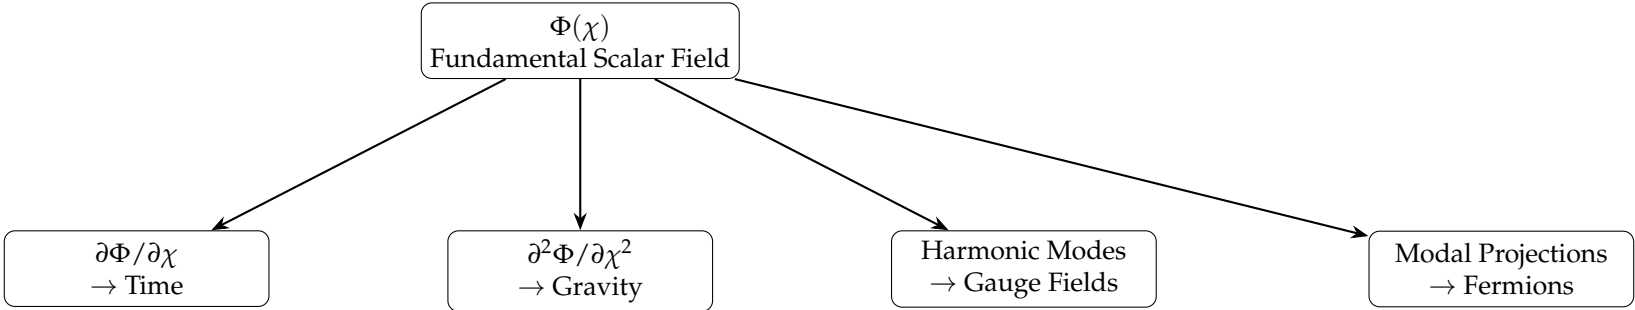 Φ(χ)
Fundamental Scalar Field
∂Φ/∂χ
→ Time
∂²Φ/∂χ²
→ Gravity
Harmonic Modes
→ Gauge Fields
Modal Projections
→ Fermions